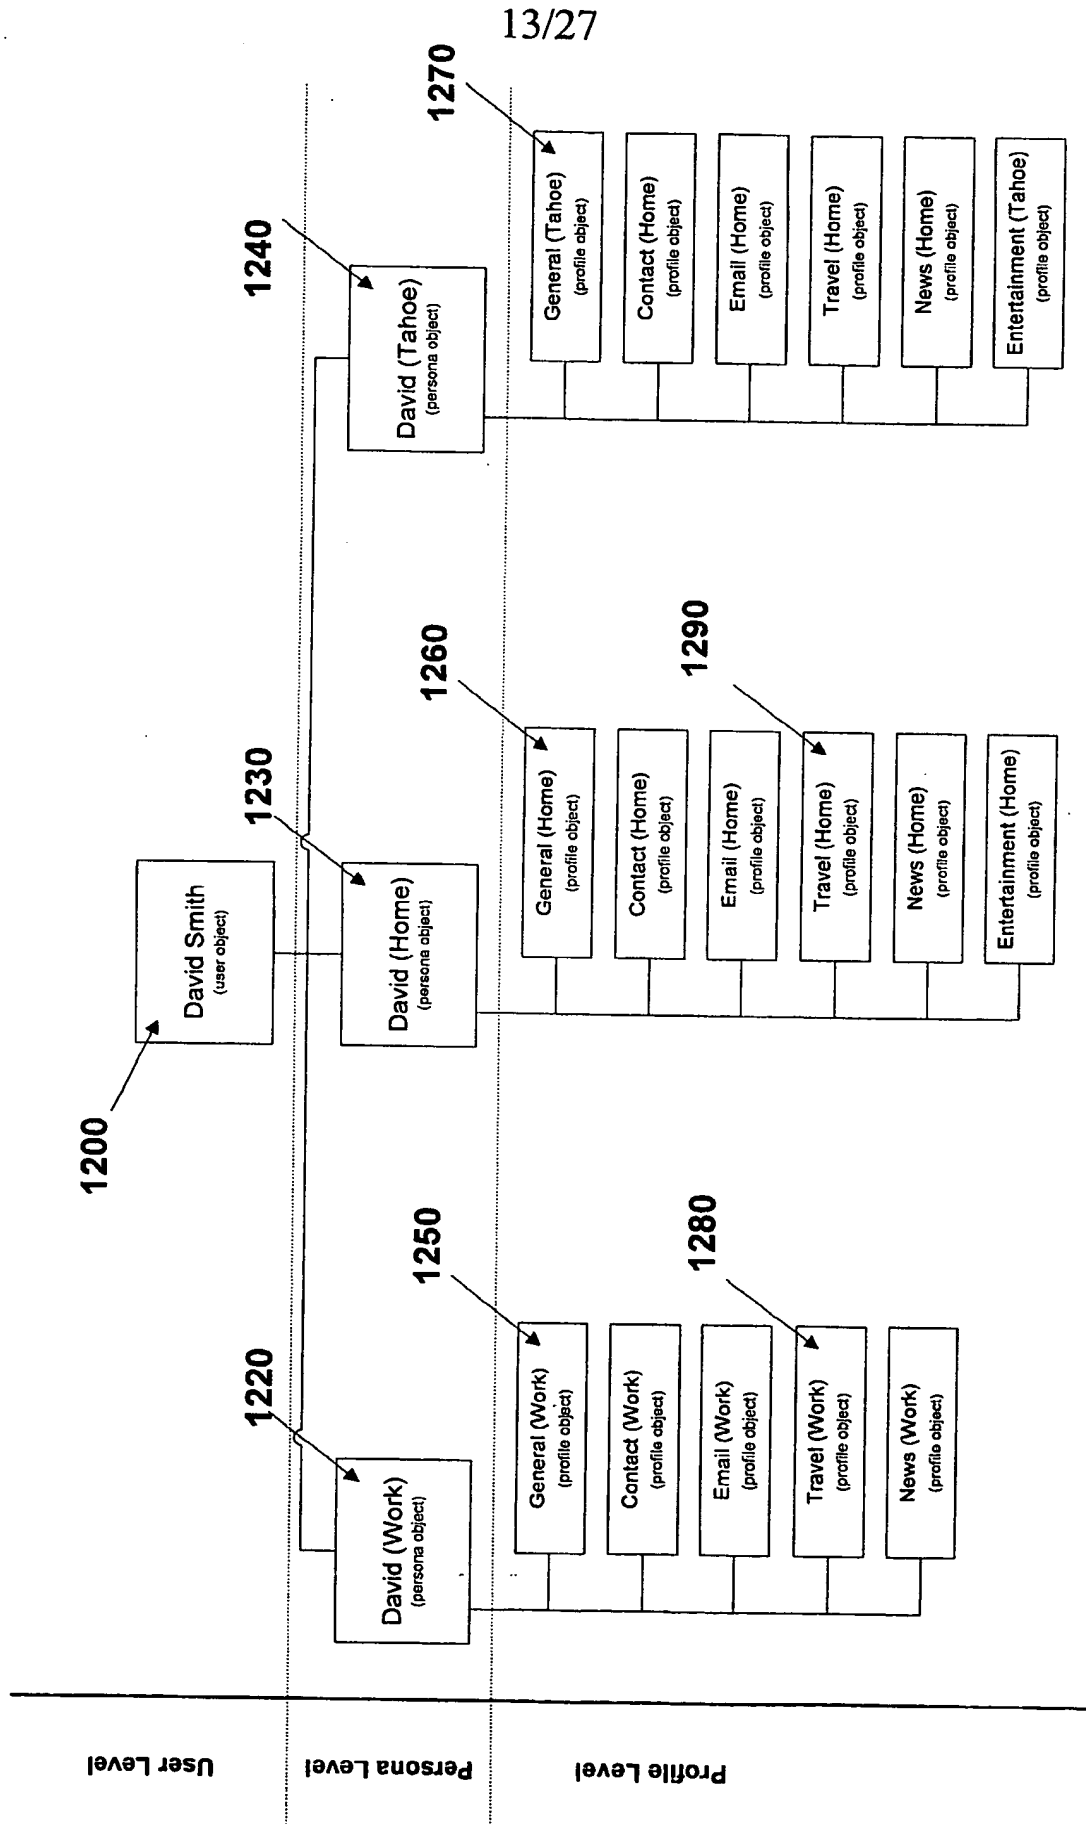 13/27
User Level
Persona Level
Profile Level
1200
David Smith
(user object)
1220
David (Work)
(persona object)
1230
David (Home)
(persona object)
1240
David (Tahoe)
(persona object)
1250
General (Work)
(profile object)
Contact (Work)
(profile object)
Email (Work)
(profile object)
1280
Travel (Work)
(profile object)
News (Work)
(profile object)
1260
General (Home)
(profile object)
Contact (Home)
(profile object)
Email (Home)
(profile object)
1290
Travel (Home)
(profile object)
News (Home)
(profile object)
Entertainment (Home)
(profile object)
1270
General (Tahoe)
(profile object)
Contact (Home)
(profile object)
Email (Home)
(profile object)
Travel (Home)
(profile object)
News (Home)
(profile object)
Entertainment (Tahoe)
(profile object)